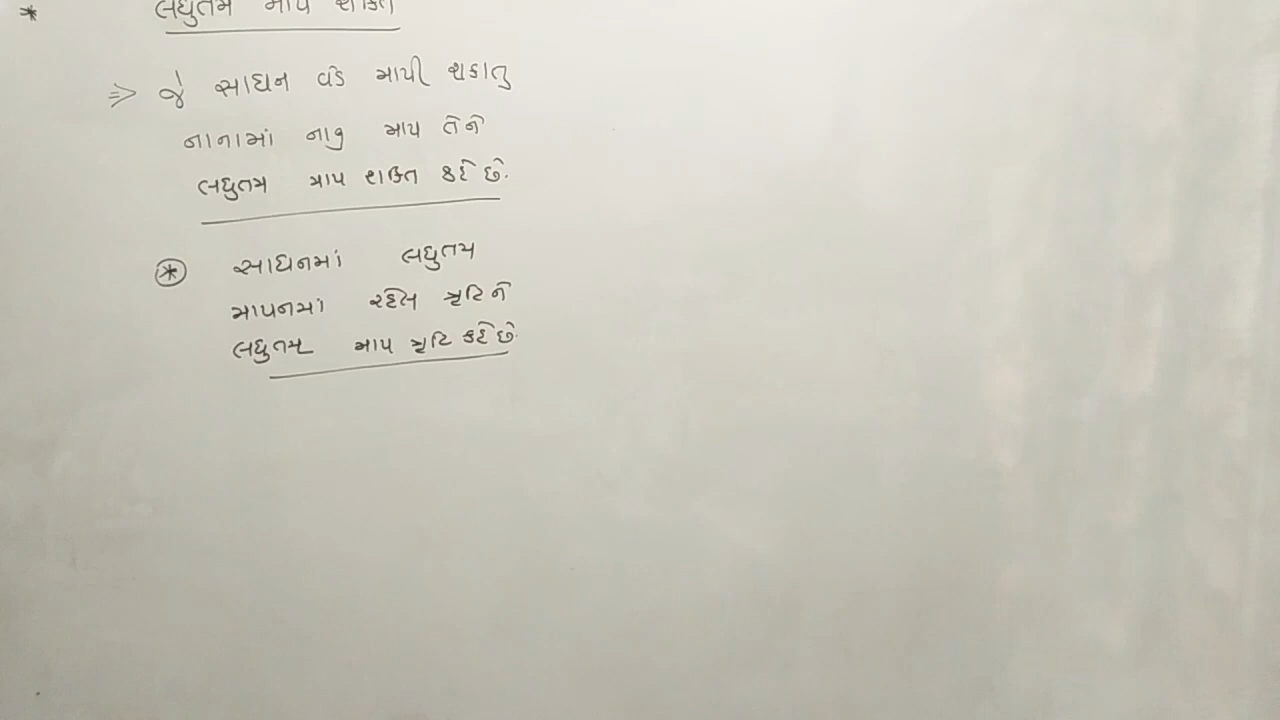 * લઘુતમ માપ શક્તિ
⇒ જે સાધન વડે માપી શકાતુ
નાનામાં નાનુ માપ તેને
લઘુતમ માપ શક્તિ કહે છે.
* સાધનમાં લઘુતમ
માપનમાં રહેલ ત્રુટિ ને
લઘુતમ માપ ત્રુટિ કહે છે.